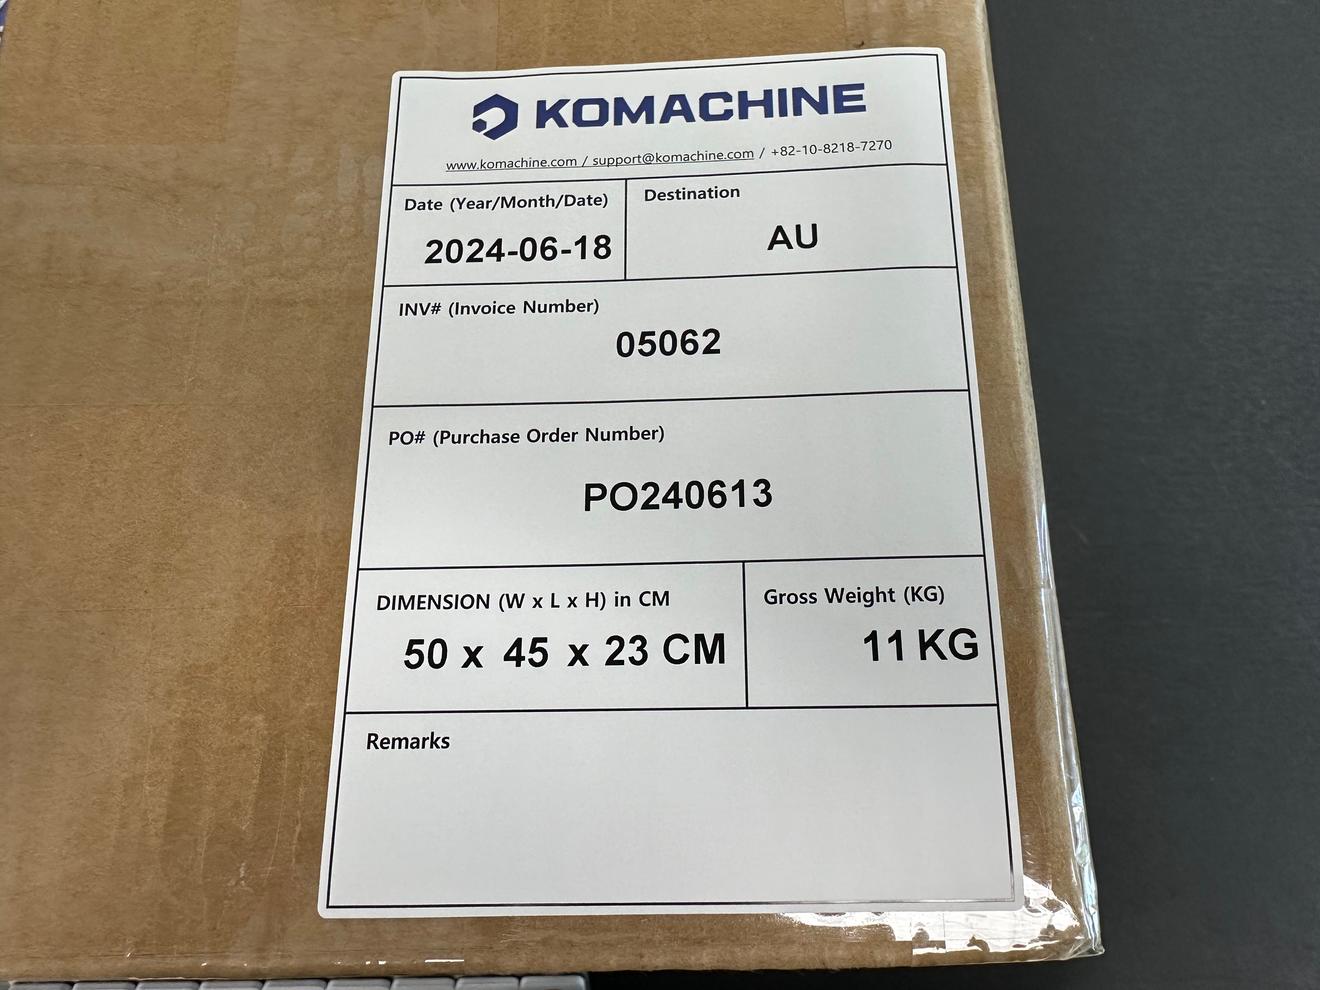 KOMACHINE
www.komachine.com / support@komachine.com / +82-10-8218-7270
Date (Year/Month/Date)
2024-06-18
Destination
AU
INV# (Invoice Number)
05062
PO# (Purchase Order Number)
PO240613
DIMENSION (W x L x H) in CM
50 x 45 x 23 CM
Gross Weight (KG)
11 KG
Remarks